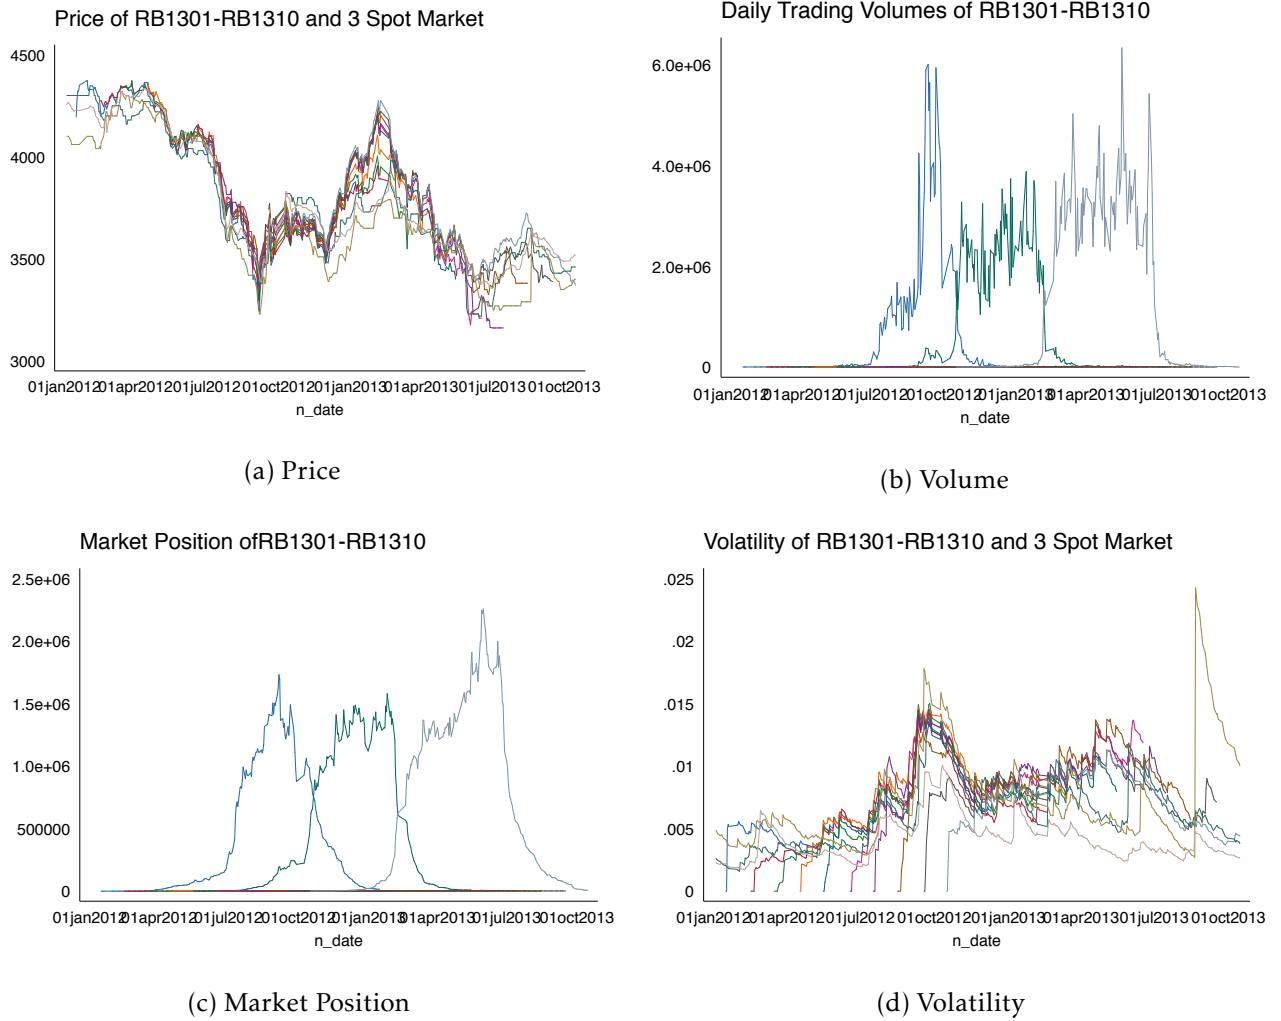 Price of RB1301-RB1310 and 3 Spot Market
4500
4000
3500
3000
01jan2012 01apr2012 01jul2012 01oct2012 01jan2013 01apr2013 01jul2013 01oct2013
n_date
(a) Price
Daily Trading Volumes of RB1301-RB1310
6.0e+06
4.0e+06
2.0e+06
0
01jan2012 01apr2012 01jul2012 01oct2012 01jan2013 01apr2013 01jul2013 01oct2013
n_date
(b) Volume
Market Position ofRB1301-RB1310
2.5e+06
2.0e+06
1.5e+06
1.0e+06
500000
0
01jan2012 01apr2012 01jul2012 01oct2012 01jan2013 01apr2013 01jul2013 01oct2013
n_date
(c) Market Position
Volatility of RB1301-RB1310 and 3 Spot Market
.025
.02
.015
.01
.005
0
01jan2012 01apr2012 01jul2012 01oct2012 01jan2013 01apr2013 01jul2013 01oct2013
n_date
(d) Volatility